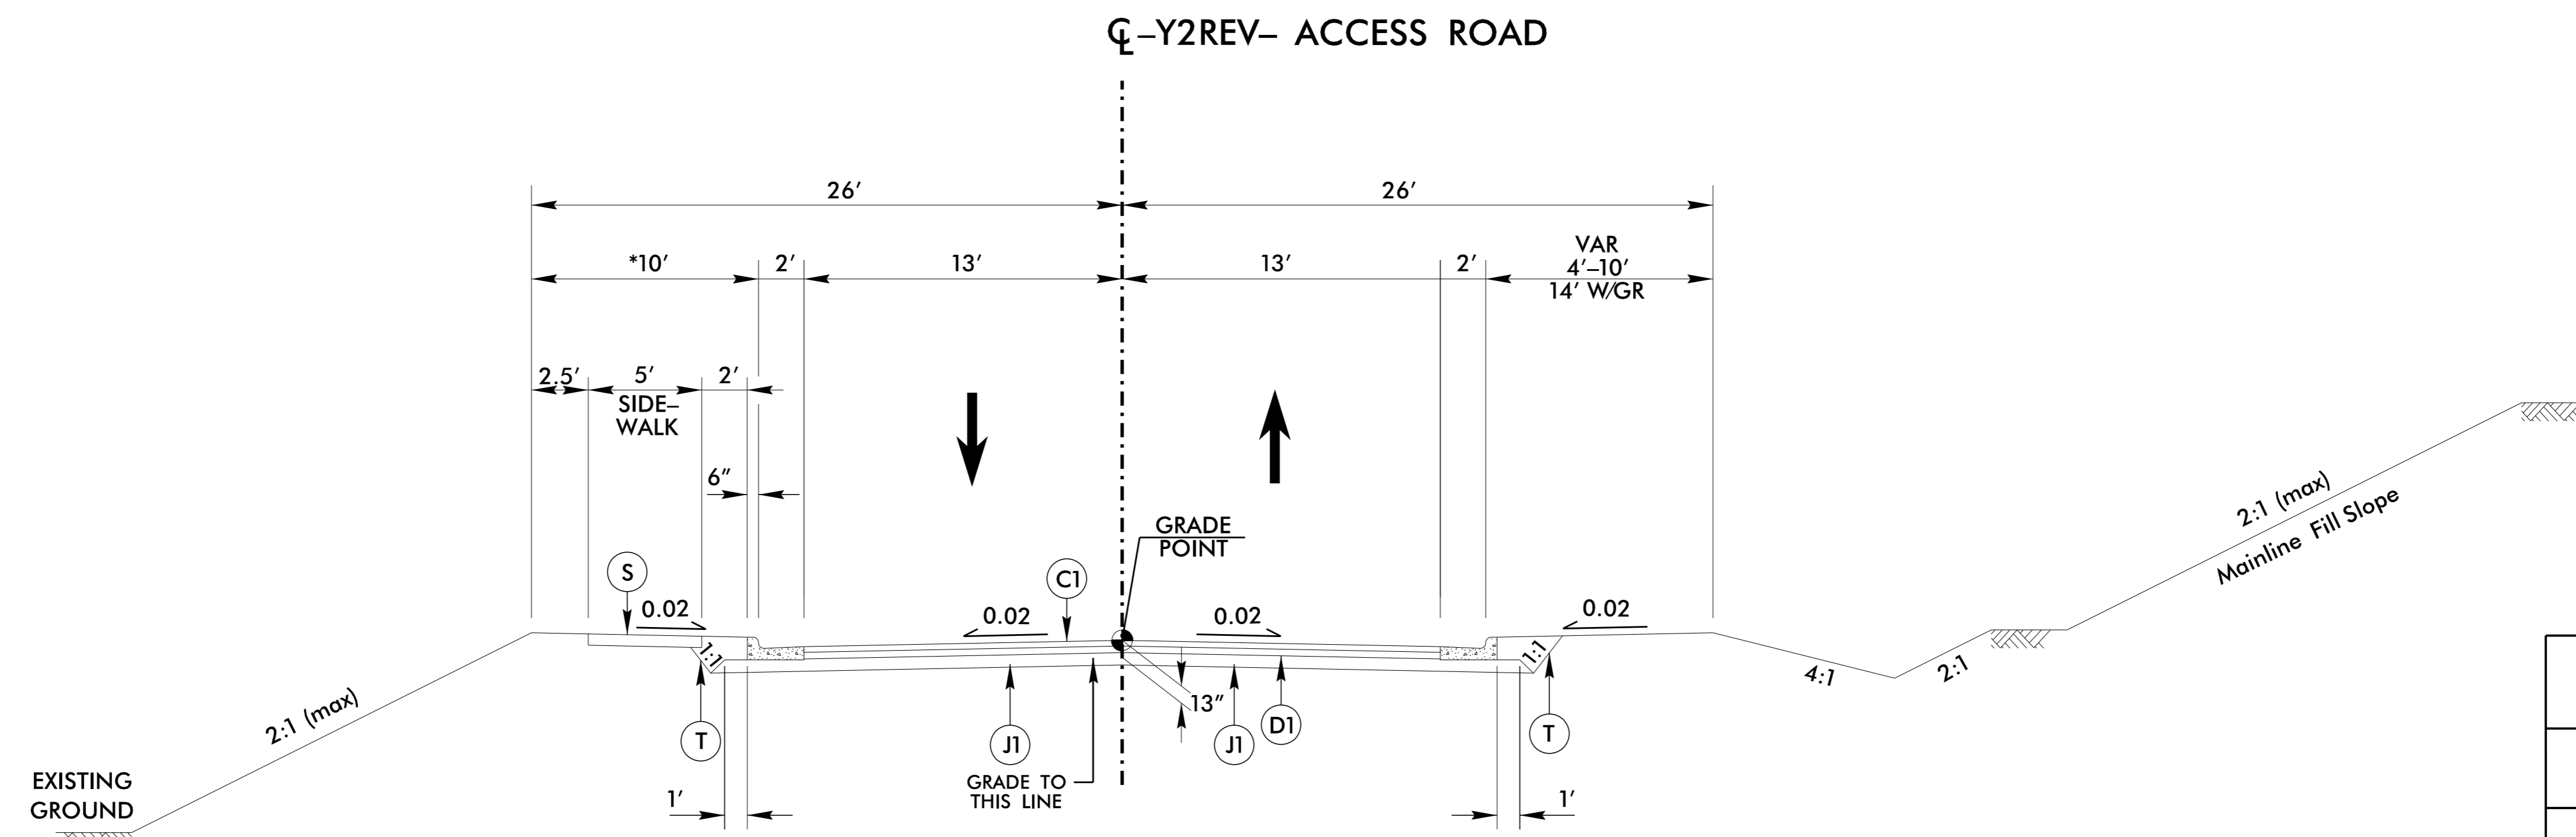 ℄ –Y2REV– ACCESS ROAD
26′ 26′
*10′ 2′ 13′ 13′ 2′ VAR
4′–10′
14′ W/GR
2.5′ 5′ 2′
SIDE–
WALK
6″
GRADE
POINT
2:1 (max)
Mainline Fill Slope
S C1
0.02 0.02 0.02 0.02
1:1 1:1
4:1 2:1
2:1 (max)
13″
T J1 J1 D1 T
GRADE TO
THIS LINE
EXISTING
GROUND
1′ 1′